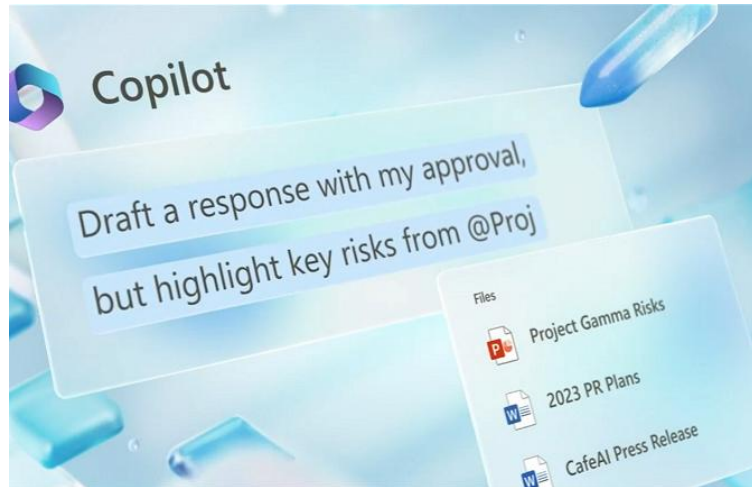 Copilot
Draft a response with my approval,
but highlight key risks from @Proj
Files
Project Gamma Risks
2023 PR Plans
CafeAI Press Release